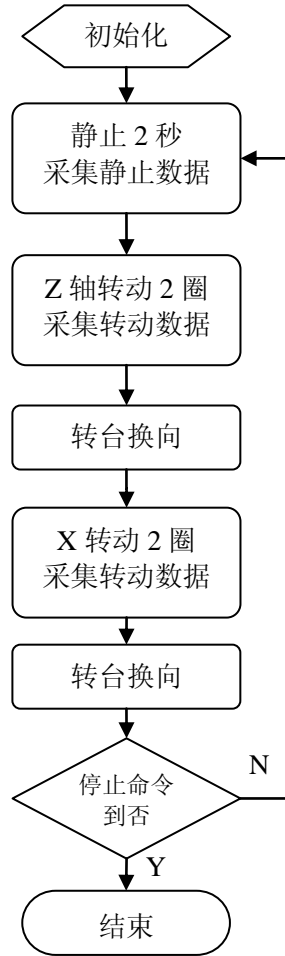 初始化
静止 2 秒
采集静止数据
Z 轴转动 2 圈
采集转动数据
转台换向
X 转动 2 圈
采集转动数据
转台换向
停止命令
到否
N
Y
结束